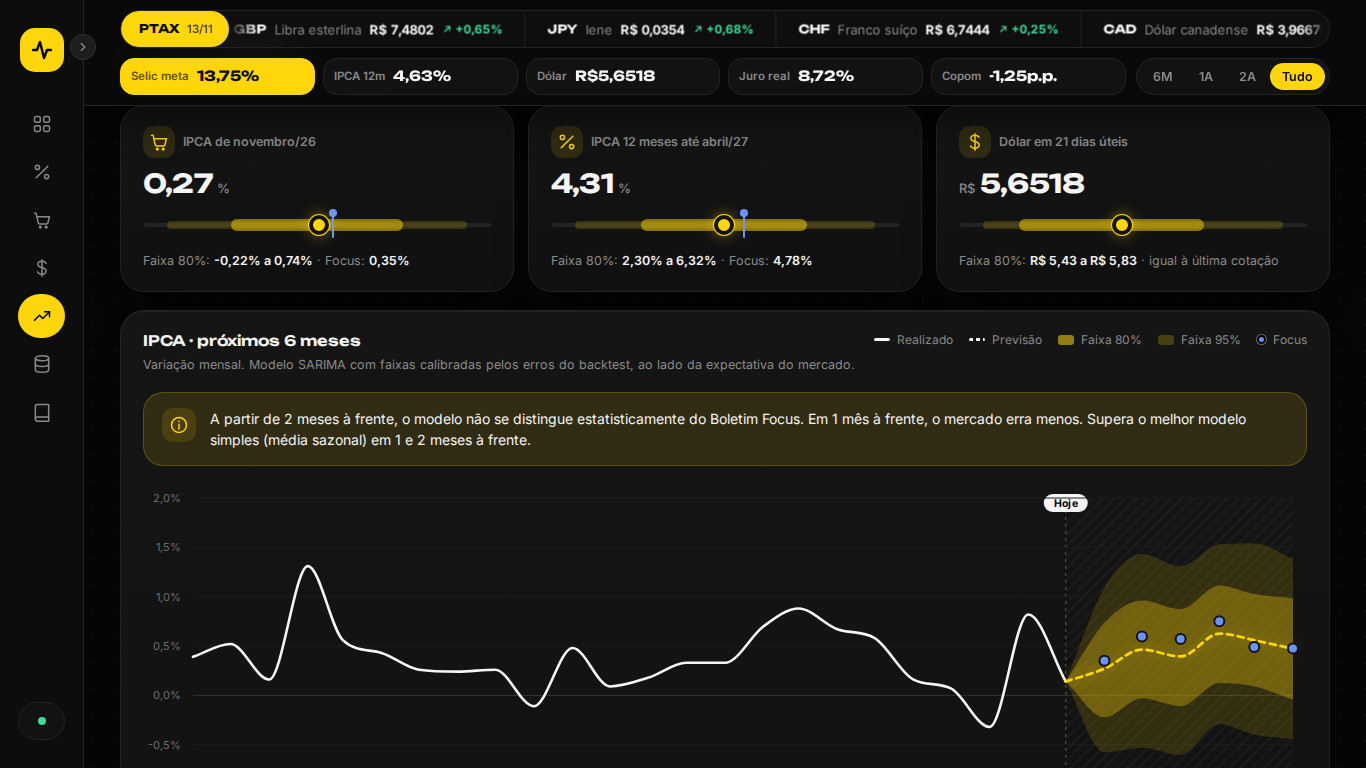 PTAX 13/11 GBP Libra esterlina R$ 7,4802 ↗ +0,65% JPY Iene R$ 0,0354 ↗ +0,68% CHF Franco suíço R$ 6,7444 ↗ +0,25% CAD Dólar canadense R$ 3,9667
Selic meta 13,75% IPCA 12m 4,63% Dólar R$5,6518 Juro real 8,72% Copom -1,25p.p. 6M 1A 2A Tudo
IPCA de novembro/26
0,27 %
Faixa 80%: -0,22% a 0,74% · Focus: 0,35%
IPCA 12 meses até abril/27
4,31 %
Faixa 80%: 2,30% a 6,32% · Focus: 4,78%
Dólar em 21 dias úteis
R$ 5,6518
Faixa 80%: R$ 5,43 a R$ 5,83 · igual à última cotação
IPCA · próximos 6 meses
Realizado Previsão Faixa 80% Faixa 95% Focus
Variação mensal. Modelo SARIMA com faixas calibradas pelos erros do backtest, ao lado da expectativa do mercado.
A partir de 2 meses à frente, o modelo não se distingue estatisticamente do Boletim Focus. Em 1 mês à frente, o mercado erra menos. Supera o melhor modelo
simples (média sazonal) em 1 e 2 meses à frente.
2,0%
Hoje
1,5%
1,0%
0,5%
0,0%
-0,5%